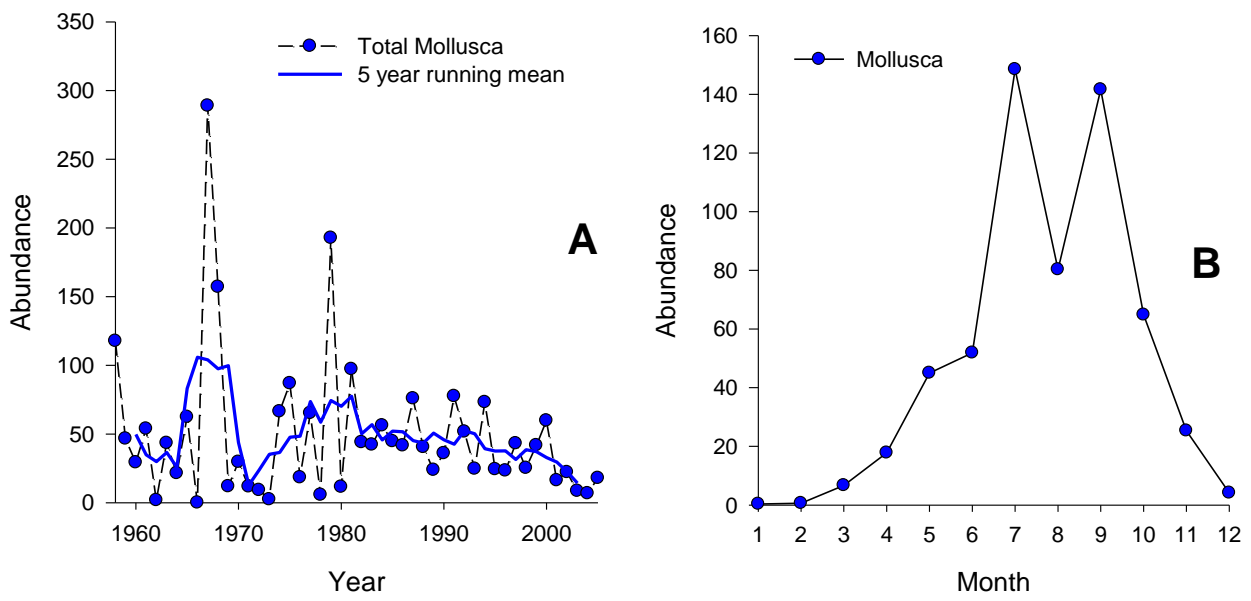 350
300
250
200
150
100
50
0
Abundance
Total Mollusca
5 year running mean
A
1960 1970 1980 1990 2000
Year
160
140
120
100
80
60
40
20
0
Abundance
Mollusca
B
1 2 3 4 5 6 7 8 9 10 11 12
Month